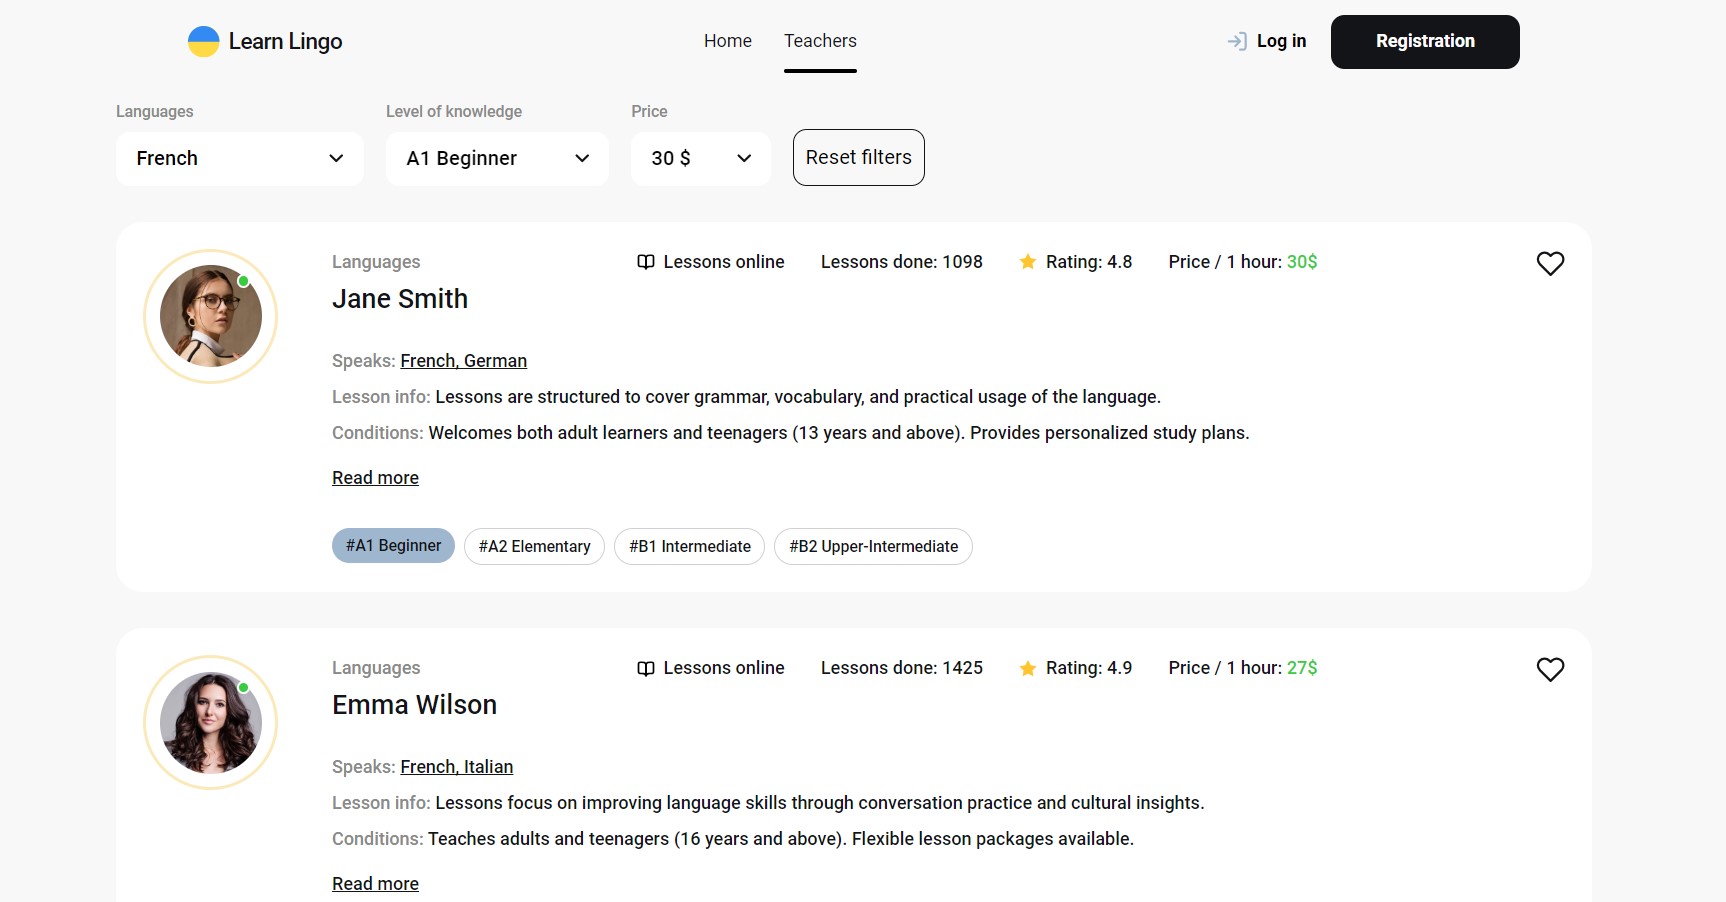 Learn Lingo
Home Teachers
Log in Registration
Languages Level of knowledge Price
French A1 Beginner 30 $ Reset filters
Languages Lessons online Lessons done: 1098 Rating: 4.8 Price / 1 hour: 30$
Jane Smith
Speaks: French, German
Lesson info: Lessons are structured to cover grammar, vocabulary, and practical usage of the language.
Conditions: Welcomes both adult learners and teenagers (13 years and above). Provides personalized study plans.
Read more
#A1 Beginner #A2 Elementary #B1 Intermediate #B2 Upper-Intermediate
Languages Lessons online Lessons done: 1425 Rating: 4.9 Price / 1 hour: 27$
Emma Wilson
Speaks: French, Italian
Lesson info: Lessons focus on improving language skills through conversation practice and cultural insights.
Conditions: Teaches adults and teenagers (16 years and above). Flexible lesson packages available.
Read more